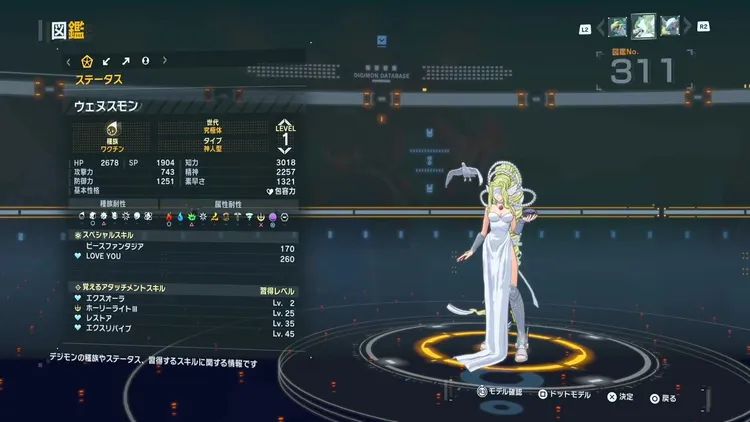 図鑑
L2
R2
図鑑No.
311
DIGIMON DATABASE
ステータス
ウェヌスモン
種族
ワクチン
世代
究極体
タイプ
神人型
LEVEL
1
HP 2678 SP 1904 知力 3018
攻撃力 743 精神 2257
防御力 1251 素早さ 1321
基本性格 包容力
種族耐性 属性耐性
スペシャルスキル
ピースファンタジア 170
LOVE YOU 260
覚えるアタッチメントスキル 習得レベル
エクスオーラ Lv. 2
ホーリーライトIII Lv. 25
レストア Lv. 35
エクスリバイブ Lv. 45
デジモンの種族やステータス、習得するスキルに関する情報です
モデル確認 ドットモデル 決定 戻る